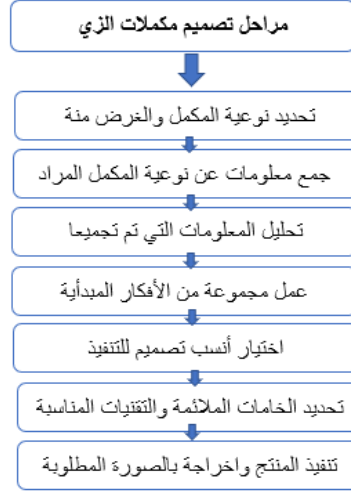 مراحل تصميم مكملات الزي
تحديد نوعية المكمل والغرض منة
جمع معلومات عن نوعية المكمل المراد
تحليل المعلومات التي تم تجميعا
عمل مجموعة من الأفكار المبدأية
اختيار أنسب تصميم للتنفيذ
تحديد الخامات الملائمة والتقنيات المناسبة
تنفيذ المنتج واخراجة بالصورة المطلوبة